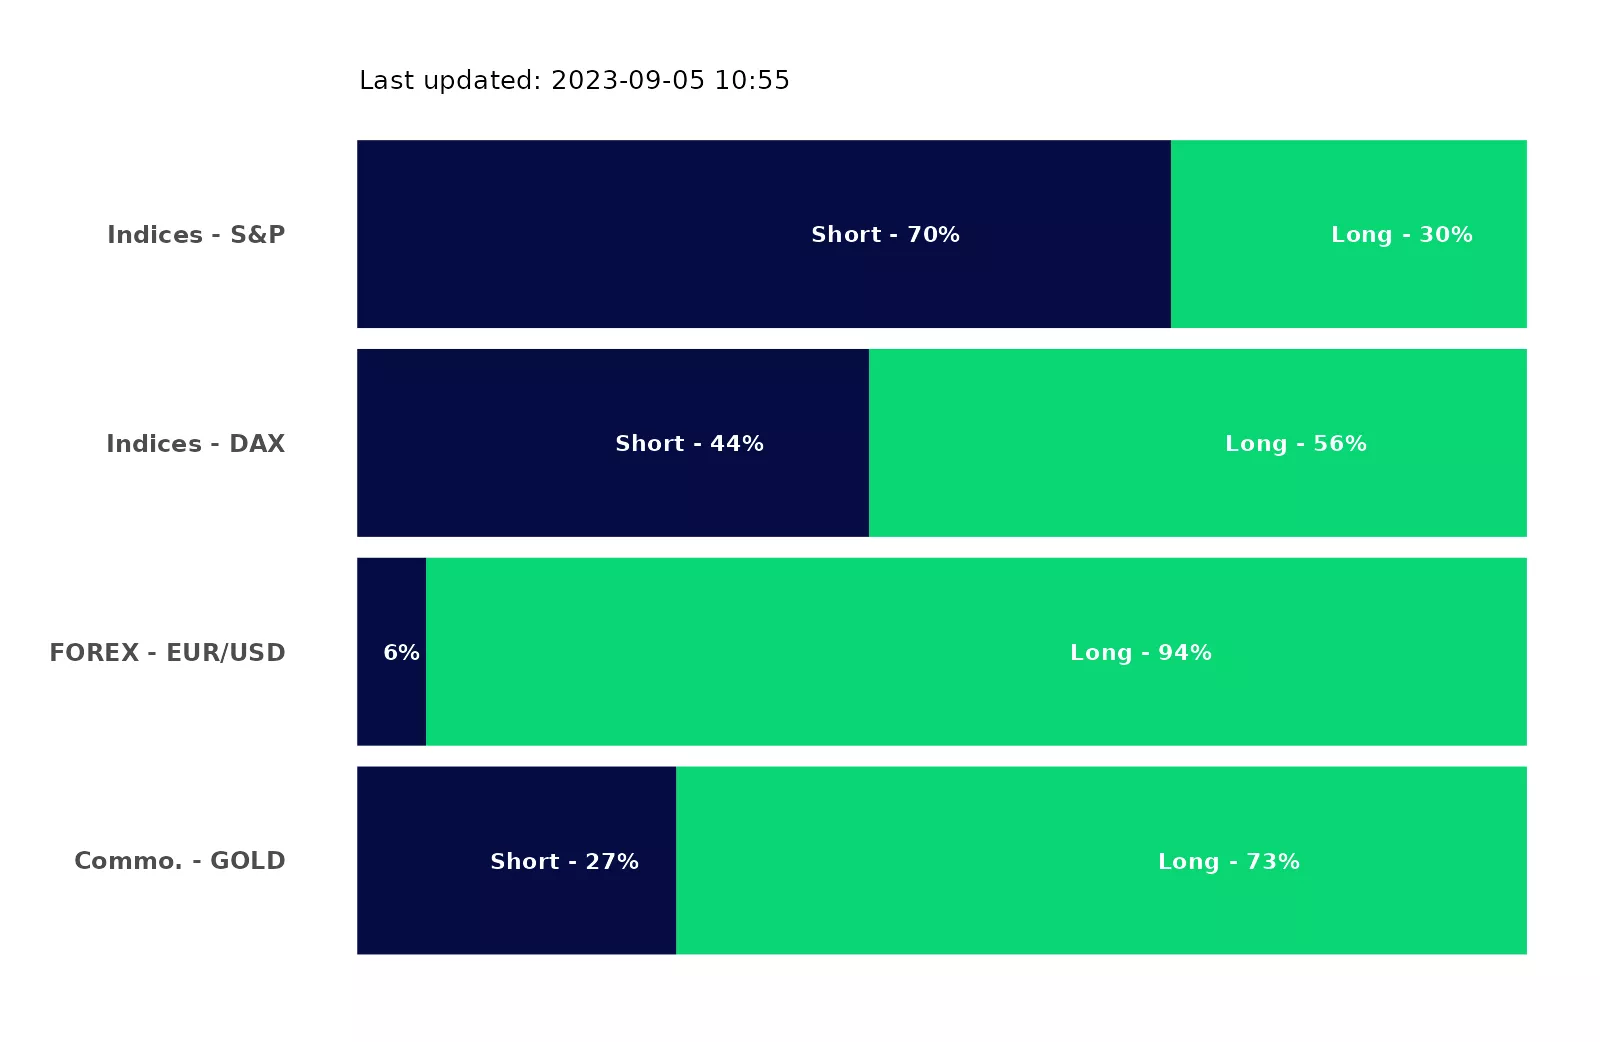 Last updated: 2023-09-05 10:55
Indices - S&P
Short - 70%
Long - 30%
Indices - DAX
Short - 44%
Long - 56%
FOREX - EUR/USD
6%
Long - 94%
Commo. - GOLD
Short - 27%
Long - 73%